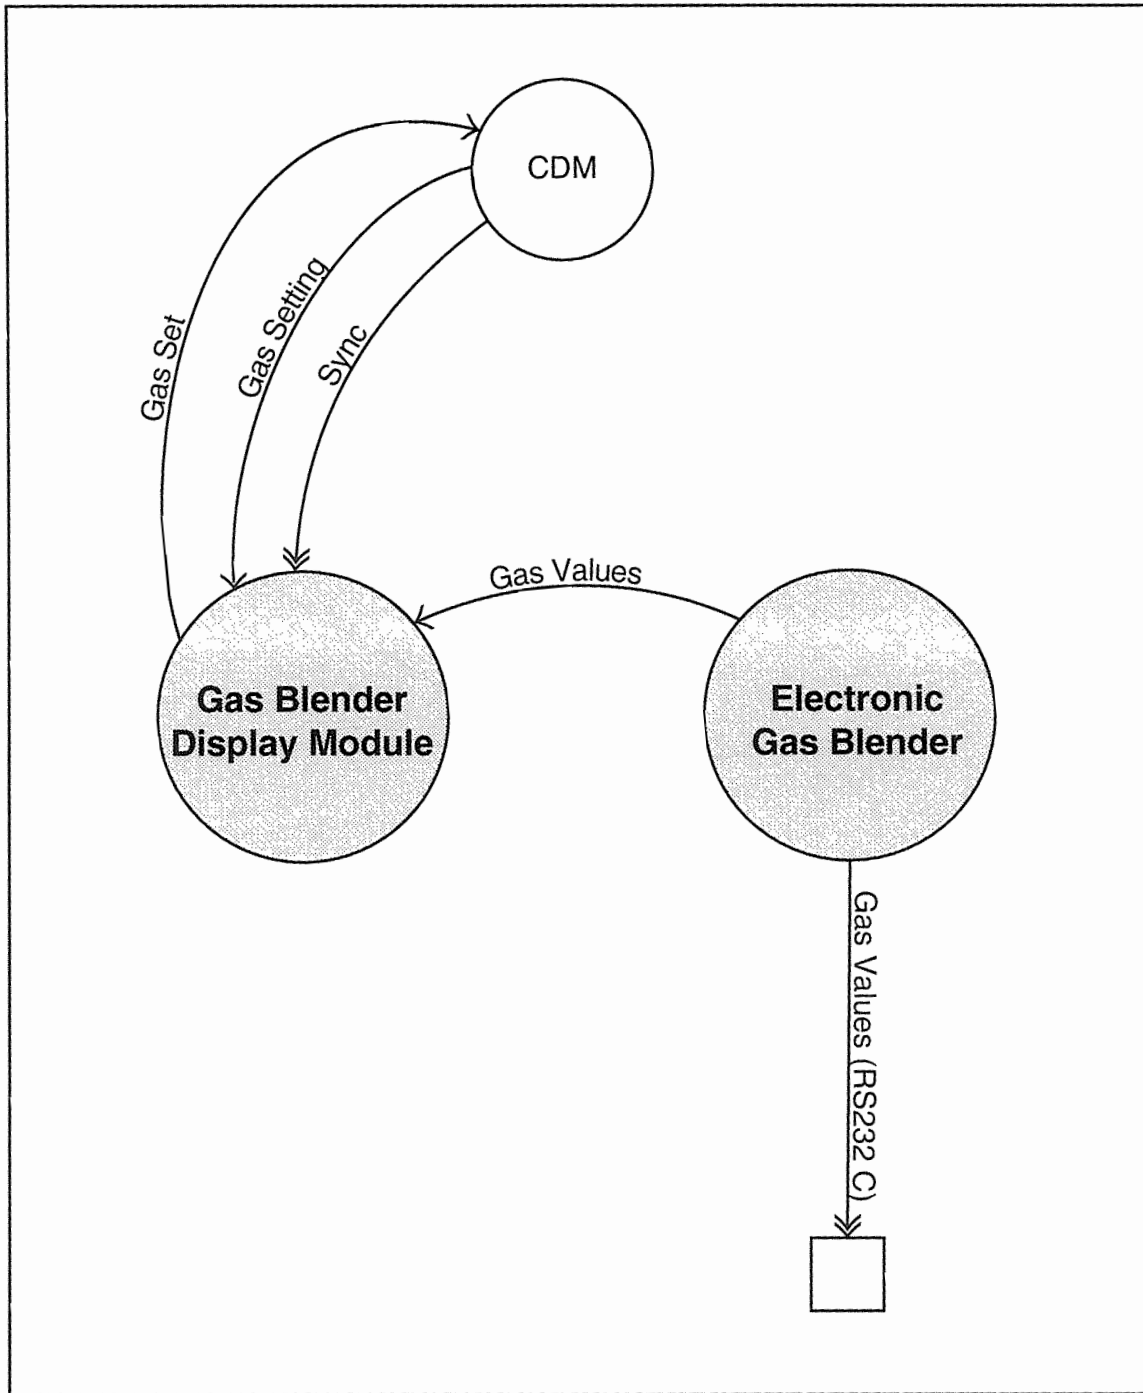 CDM
Gas Set
Gas Setting
Sync
Gas Values
Gas Blender
Display Module
Electronic
Gas Blender
Gas Values (RS232 C)